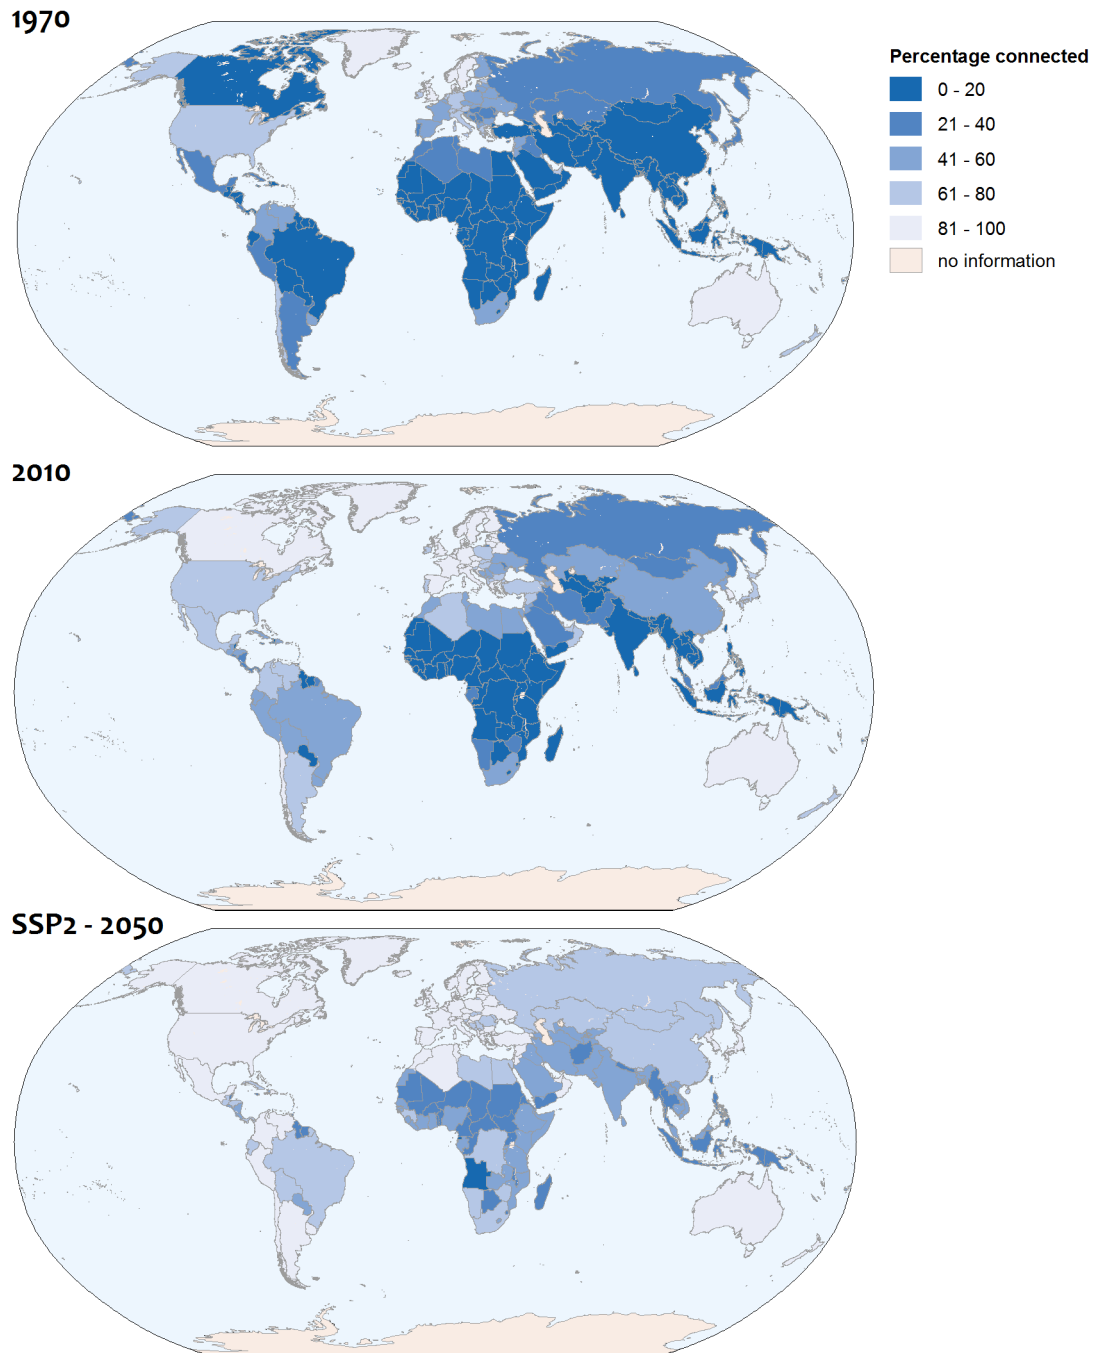 1970
Percentage connected
0 - 20
21 - 40
41 - 60
61 - 80
81 - 100
no information
2010
SSP2 - 2050